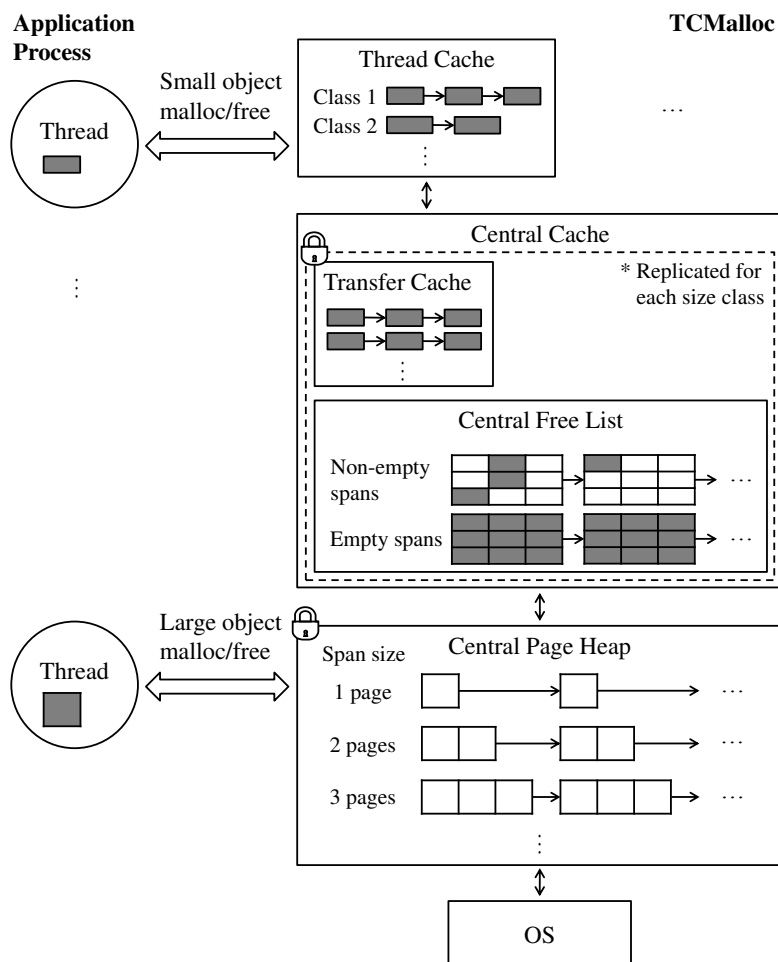 Application
Process
TCMalloc
Thread
Small object
malloc/free
Thread Cache
Class 1
Class 2
⋮
…
⋮
Central Cache
* Replicated for
each size class
Transfer Cache
⋮
Central Free List
Non-empty
spans
…
Empty spans
…
Thread
Large object
malloc/free
Central Page Heap
Span size
1 page
…
2 pages
…
3 pages
…
⋮
OS